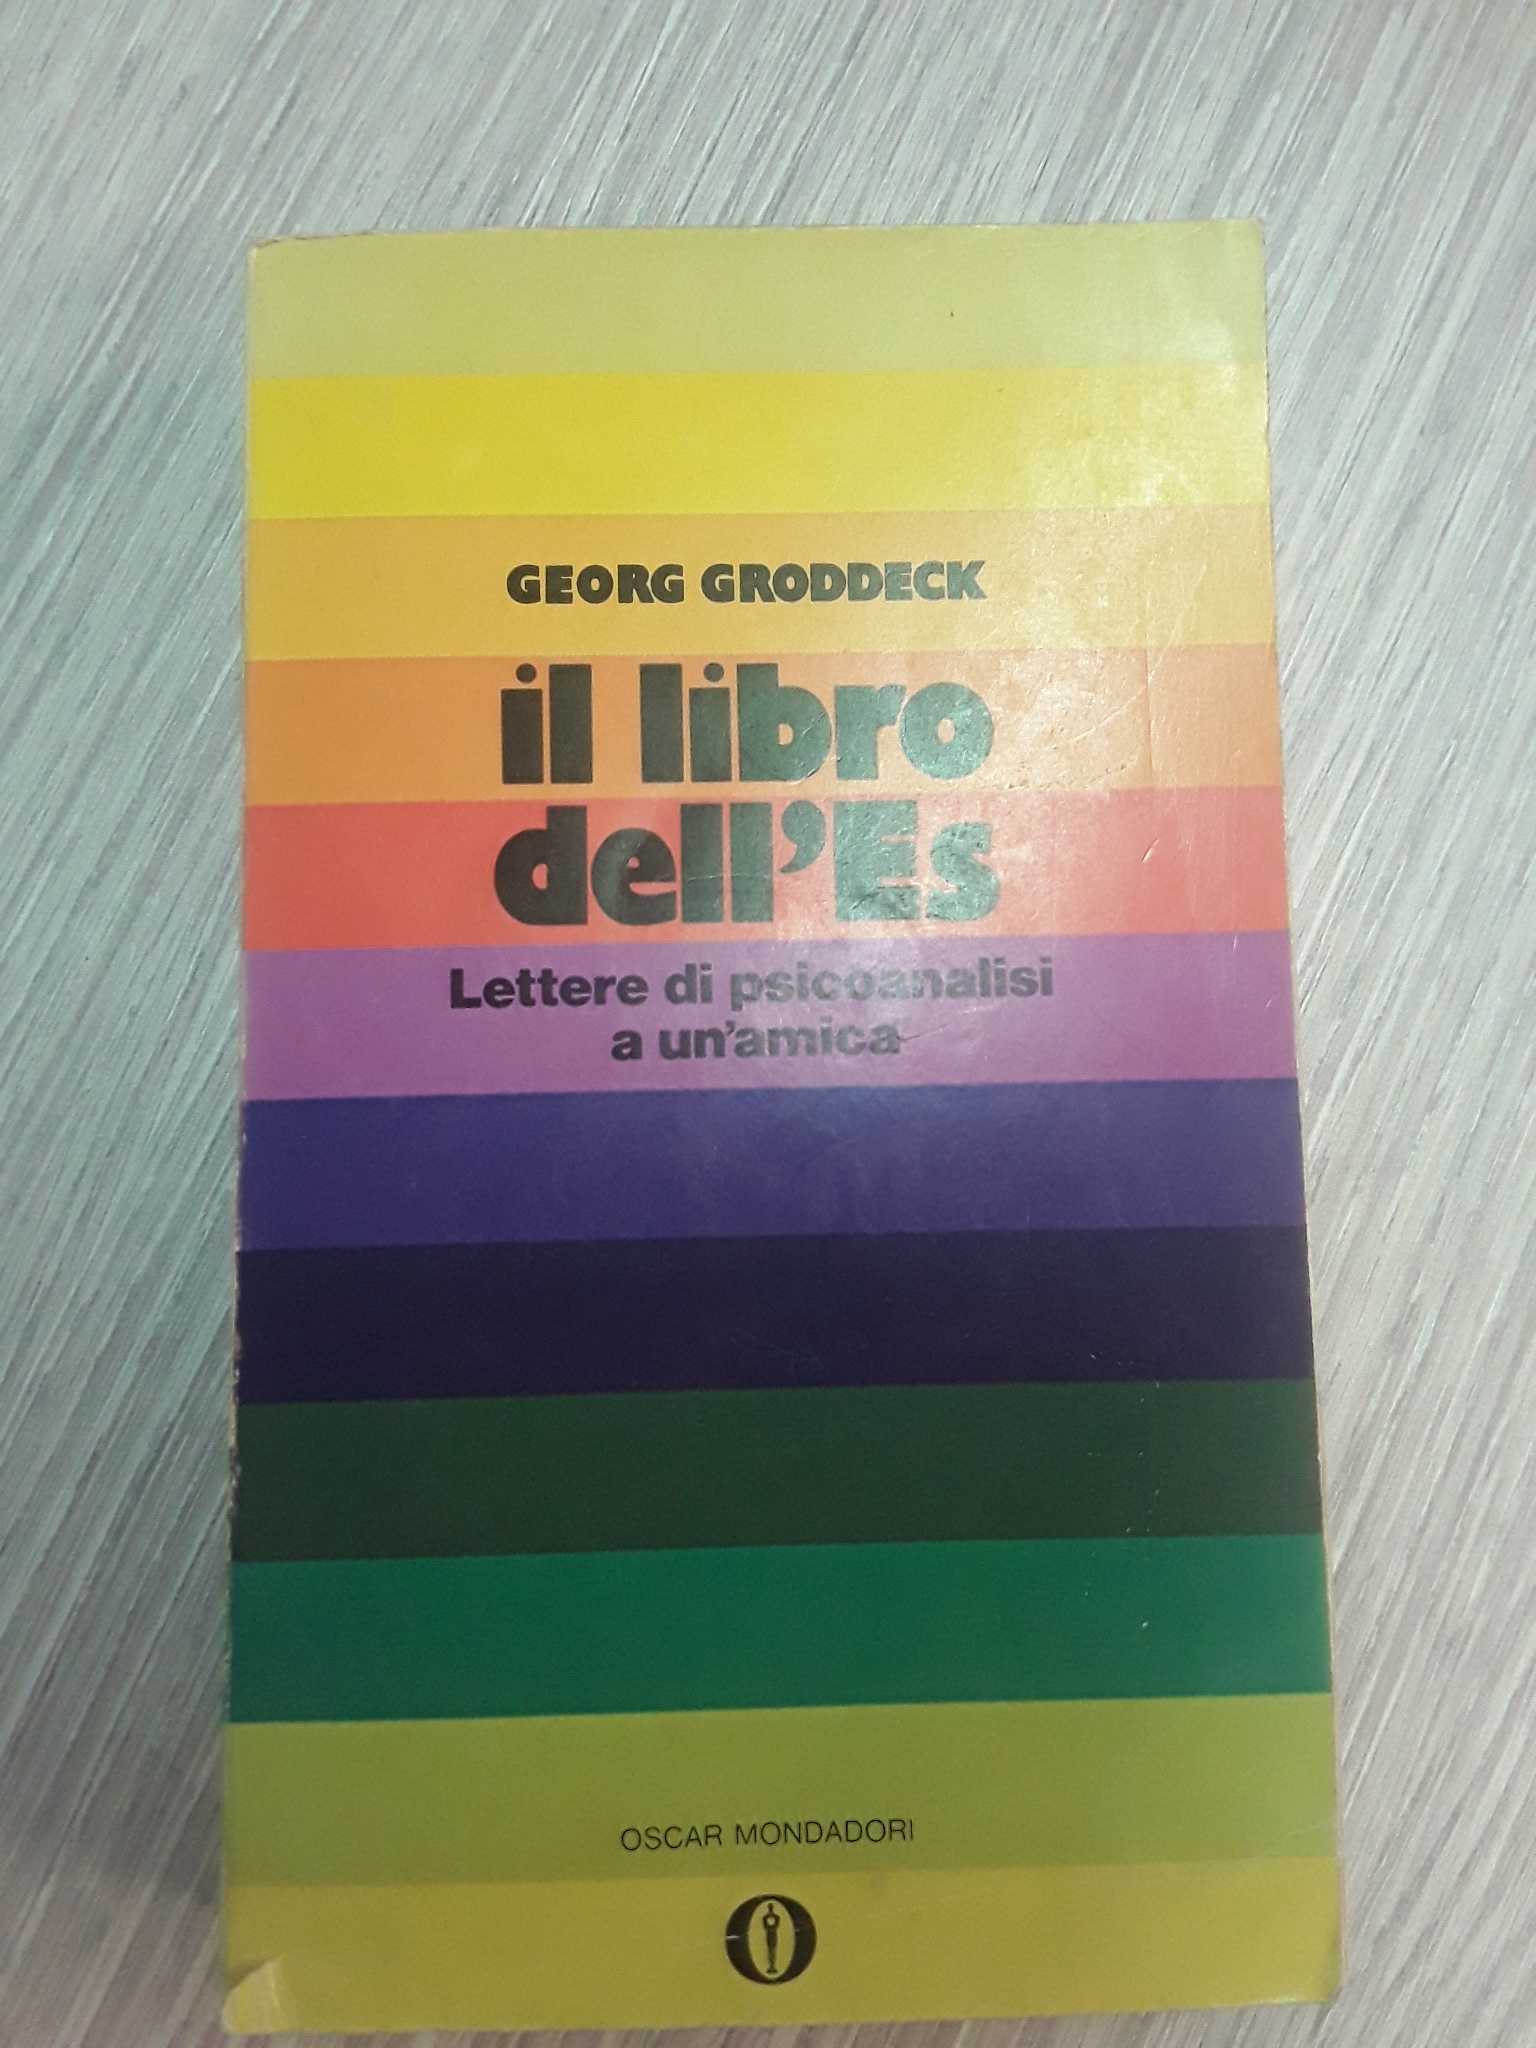 GEORG GRODDECK
il libro
dell'Es
Lettere di psicoanalisi
a un'amica
OSCAR MONDADORI